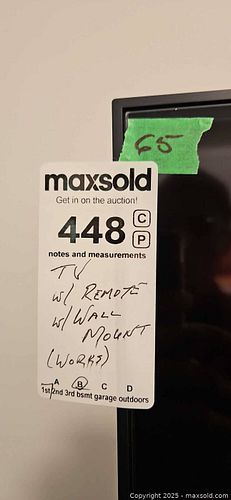 65
maxsold
Get in on the auction!
448 C
P
notes and measurements
TV
w/ REMOTE
w/ WALL
MOUNT
(WORKS)
A B C D
1st 2nd 3rd bsmt garage outdoors
© 2025 - maxsold.com